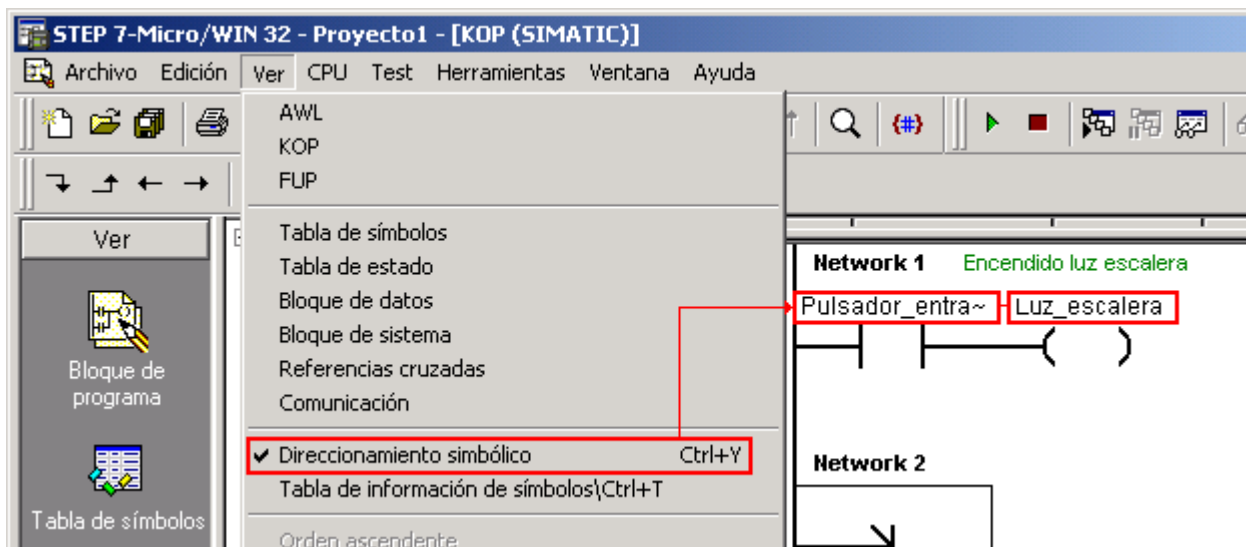 STEP 7-Micro/WIN 32 - Proyecto1 - [KOP (SIMATIC)]
Archivo Edición Ver CPU Test Herramientas Ventana Ayuda
AWL
KOP
FUP
Tabla de símbolos
Tabla de estado
Bloque de datos
Bloque de sistema
Referencias cruzadas
Comunicación
Direccionamiento simbólico Ctrl+Y
Tabla de información de símbolos\Ctrl+T
Orden ascendente
Ver
Bloque de
programa
Tabla de símbolos
Network 1 Encendido luz escalera
Pulsador_entra~ Luz_escalera
Network 2